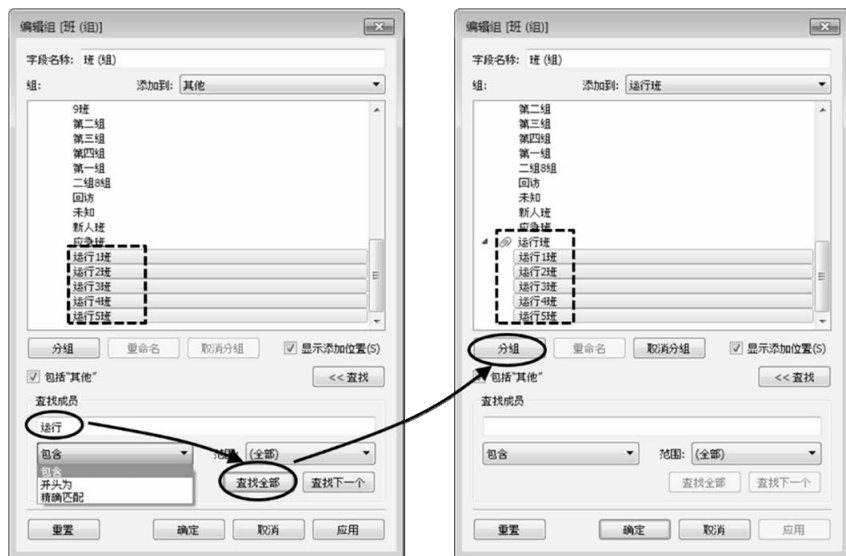 编辑组 [班 (组)]
字段名称: 班 (组)
组:
添加到: 其他
9班
第二组
第三组
第四组
第一组
二组8组
回访
未知
新人班
应急班
运行1班
运行2班
运行3班
运行4班
运行5班
分组
重命名
取消分组
显示添加位置(S)
包括"其他"
<< 查找
查找成员
运行
包含
范围: (全部)
包含
开头为
精确匹配
查找全部
查找下一个
重置
确定
取消
应用
编辑组 [班 (组)]
字段名称: 班 (组)
组:
添加到: 运行班
第二组
第三组
第四组
第一组
二组8组
回访
未知
新人班
应急班
运行班
运行1班
运行2班
运行3班
运行4班
运行5班
分组
重命名
取消分组
显示添加位置(S)
包括"其他"
<< 查找
查找成员
包含
范围: (全部)
查找全部
查找下一个
重置
确定
取消
应用